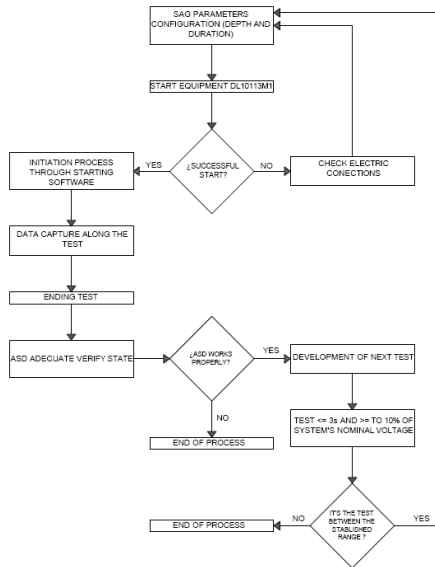 SAG PARAMETERS
CONFIGURATION (DEPTH AND
DURATION)
START EQUIPMENT DL10113M1
¿SUCCESSFUL
START?
YES
NO
INITIATION PROCESS
THROUGH STARTING
SOFTWARE
CHECK ELECTRIC
CONECTIONS
DATA CAPTURE ALONG THE
TEST
ENDING TEST
ASD ADECUATE VERIFY STATE
¿ASD WORKS
PROPERLY?
YES
DEVELOPMENT OF NEXT TEST
NO
END OF PROCESS
TEST <= 3s AND >= TO 10% OF
SYSTEM'S NOMINAL VOLTAGE
IT'S THE TEST
BETWEEN THE
STABLISHED
RANGE ?
NO
YES
END OF PROCESS